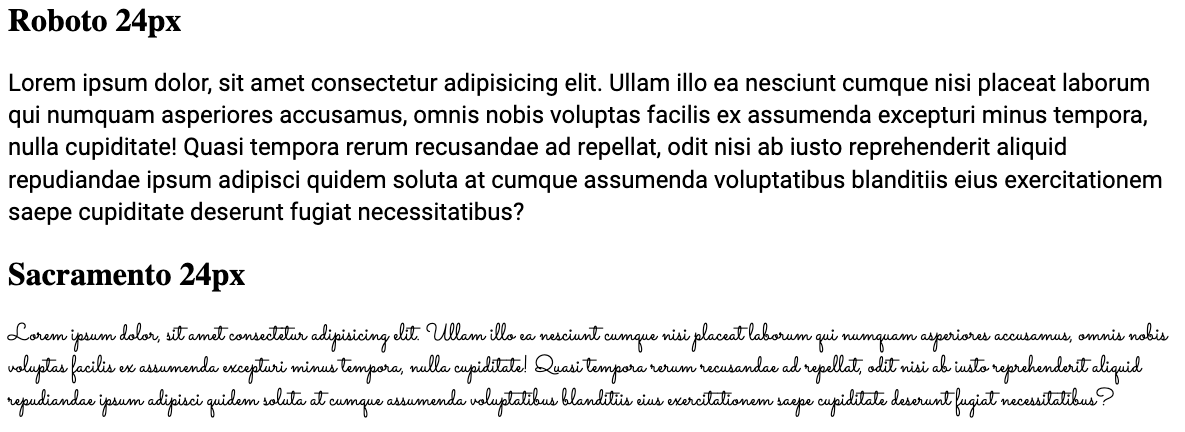 Roboto 24px
Lorem ipsum dolor, sit amet consectetur adipisicing elit. Ullam illo ea nesciunt cumque nisi placeat laborum
qui numquam asperiores accusamus, omnis nobis voluptas facilis ex assumenda excepturi minus tempora,
nulla cupiditate! Quasi tempora rerum recusandae ad repellat, odit nisi ab iusto reprehenderit aliquid
repudiandae ipsum adipisci quidem soluta at cumque assumenda voluptatibus blanditiis eius exercitationem
saepe cupiditate deserunt fugiat necessitatibus?
Sacramento 24px
Lorem ipsum dolor, sit amet consectetur adipisicing elit. Ullam illo ea nesciunt cumque nisi placeat laborum qui numquam asperiores accusamus, omnis nobis
voluptas facilis ex assumenda excepturi minus tempora, nulla cupiditate! Quasi tempora rerum recusandae ad repellat, odit nisi ab iusto reprehenderit aliquid
repudiandae ipsum adipisci quidem soluta at cumque assumenda voluptatibus blanditiis eius exercitationem saepe cupiditate deserunt fugiat necessitatibus?